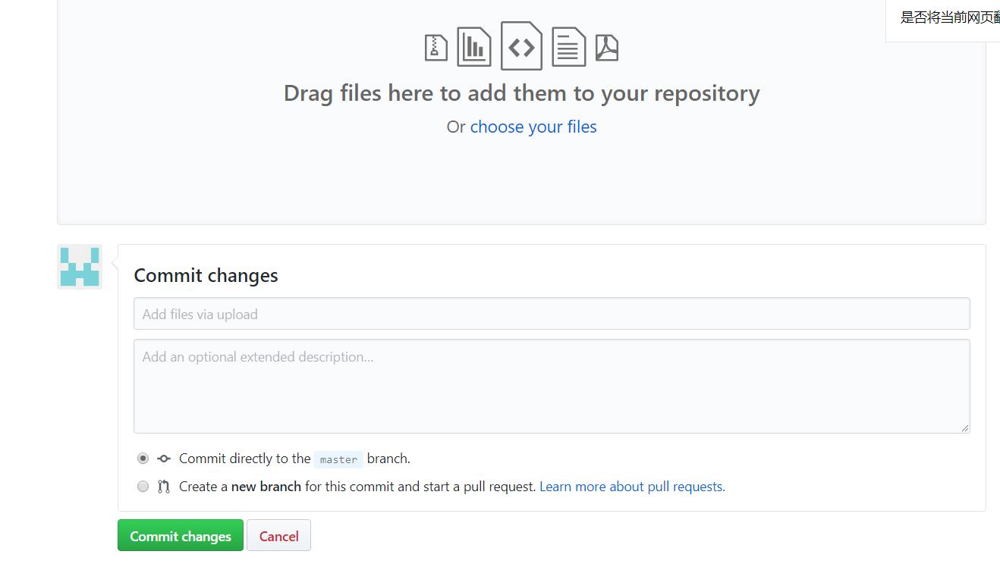 是否将当前网页
Drag files here to add them to your repository
Or choose your files
Commit changes
Add files via upload
Add an optional extended description...
Commit directly to the master branch.
Create a new branch for this commit and start a pull request. Learn more about pull requests.
Commit changes
Cancel